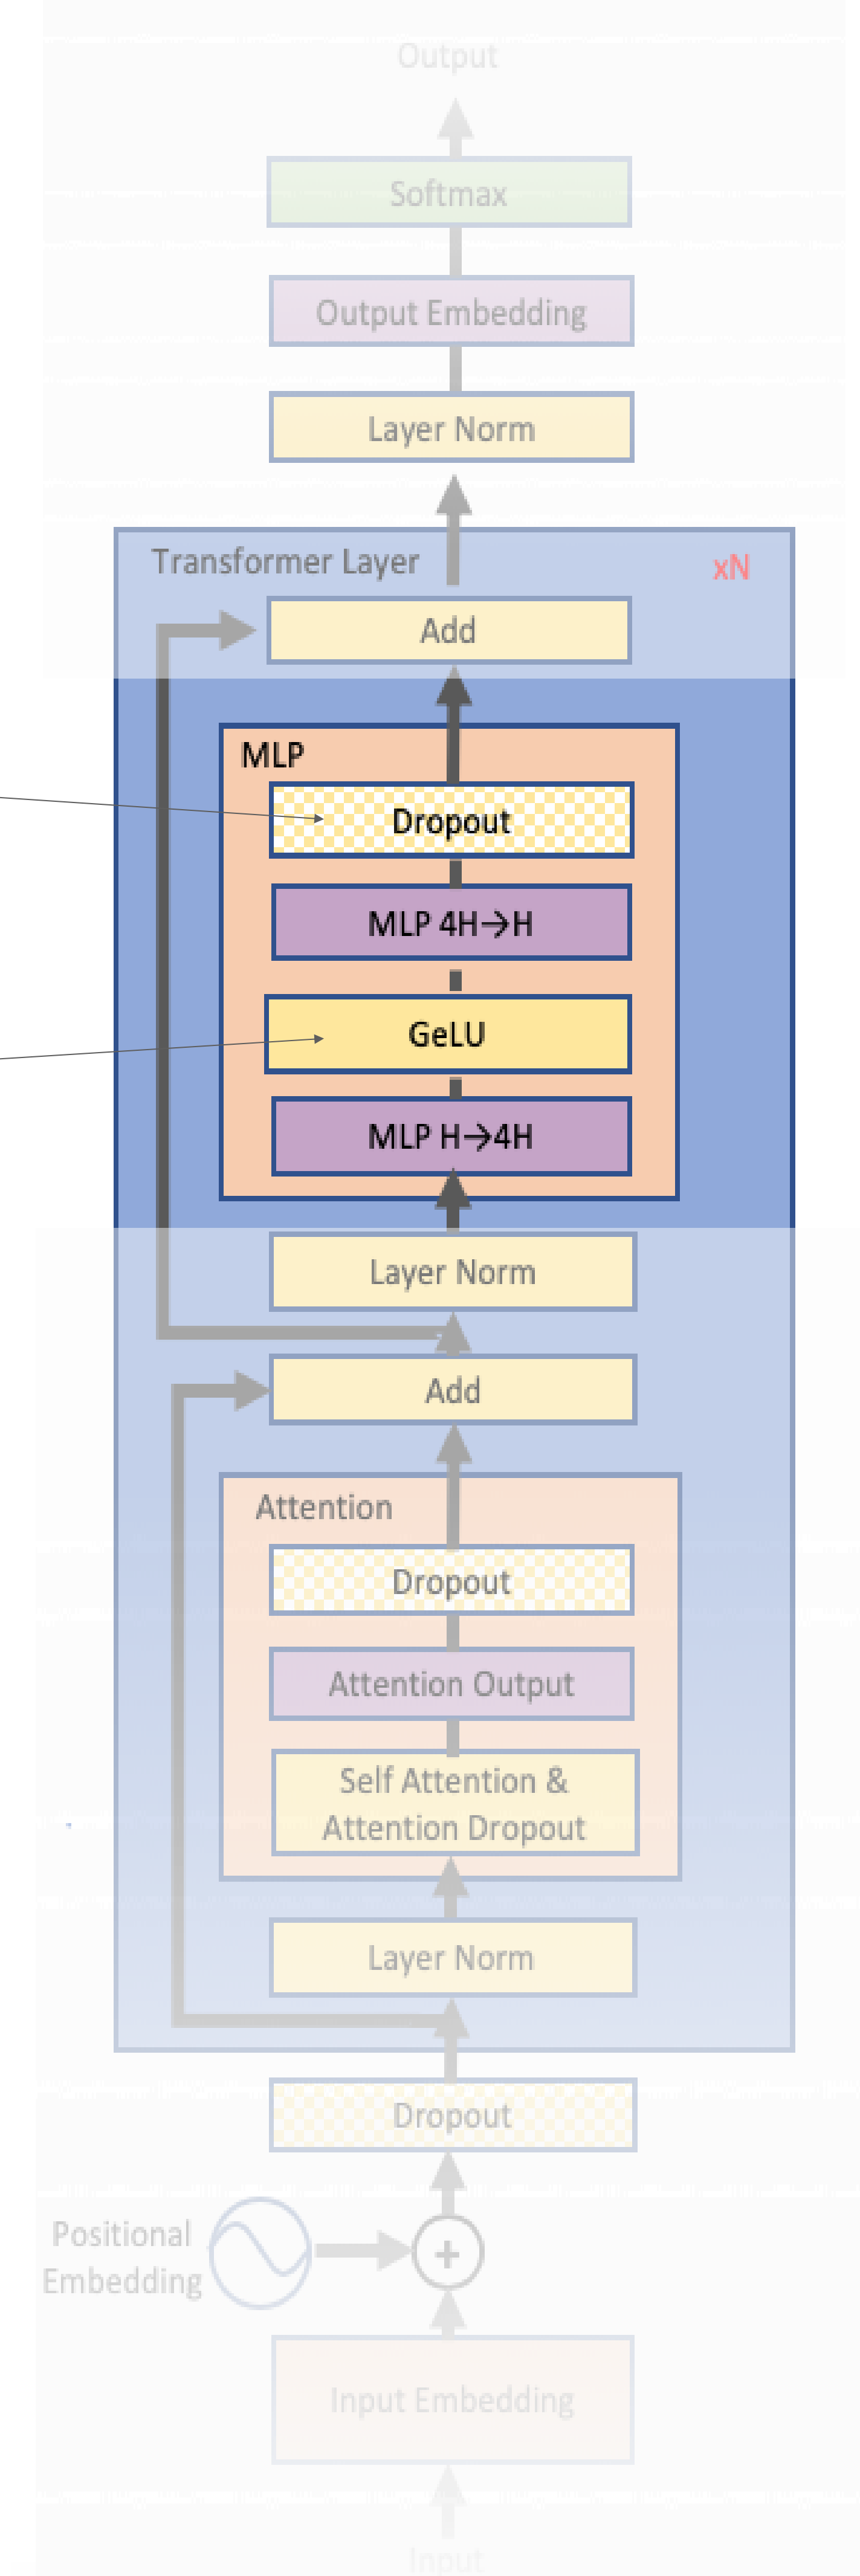 Output
Softmax
Output Embedding
Layer Norm
Transformer Layer
xN
Add
MLP
Dropout
MLP 4H→H
GeLU
MLP H→4H
Layer Norm
Add
Attention
Dropout
Attention Output
Self Attention &
Attention Dropout
Layer Norm
Dropout
Positional
Embedding
+
Input Embedding
Input